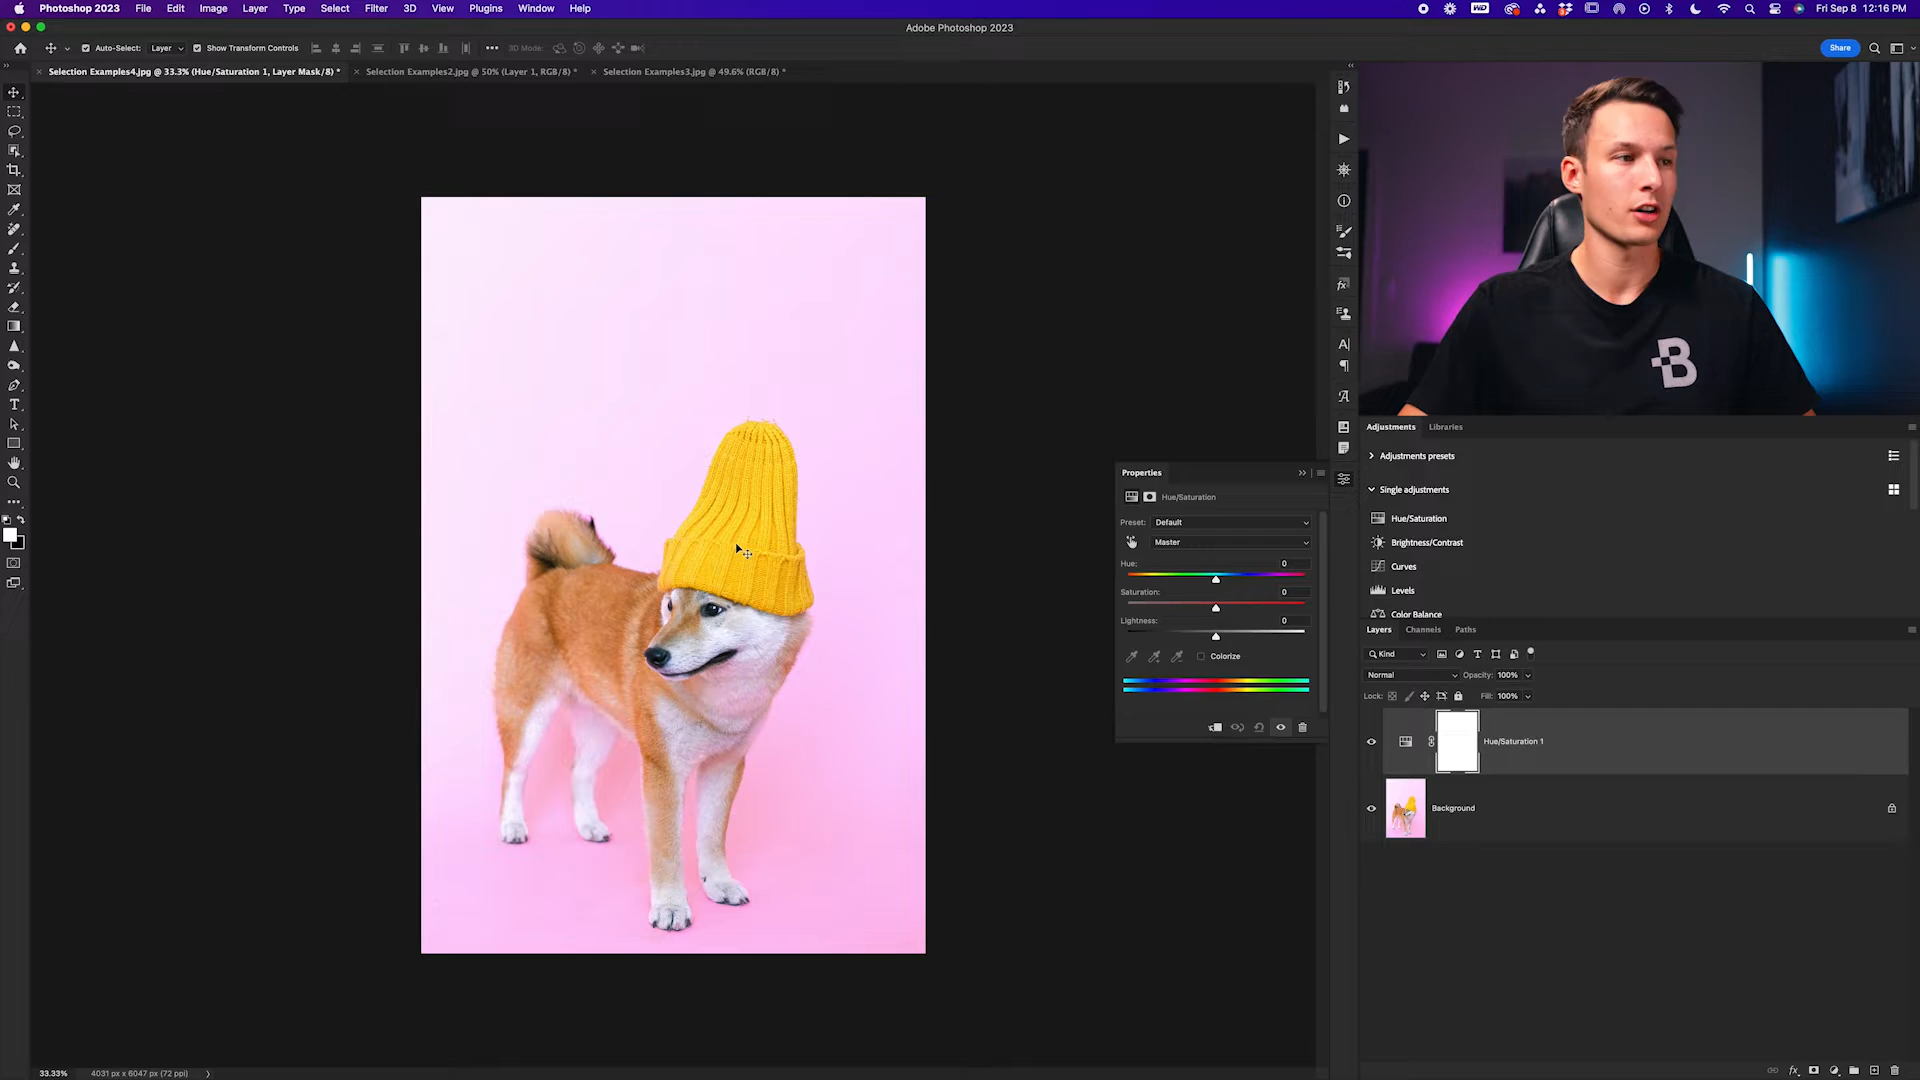 Photoshop 2023 File Edit Image Layer Type Select Filter 3D View Plugins Window Help
Fri Sep 8 12:16 PM
Adobe Photoshop 2023
Auto-Select: Layer Show Transform Controls 3D Mode: Share
Selection Examples4.jpg @ 33.3% (Hue/Saturation 1, Layer Mask/8) * Selection Examples2.jpg @ 50% (Layer 1, RGB/8) * Selection Examples3.jpg @ 49.6% (RGB/8) *
B
Adjustments Libraries
Adjustments presets
Single adjustments
Hue/Saturation
Brightness/Contrast
Curves
Levels
Color Balance
Properties
Hue/Saturation
Preset: Default
Master
Hue: 0
Saturation: 0
Lightness: 0
Colorize
Layers Channels Paths
Kind
Normal Opacity: 100%
Lock: Fill: 100%
Hue/Saturation 1
Background
33.33% 4031 px x 6047 px (72 ppi)